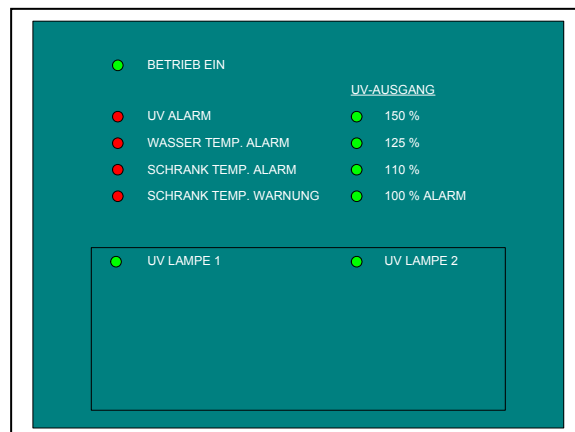 BETRIEB EIN
UV-AUSGANG
UV ALARM 150 %
WASSER TEMP. ALARM 125 %
SCHRANK TEMP. ALARM 110 %
SCHRANK TEMP. WARNUNG 100 % ALARM
UV LAMPE 1 UV LAMPE 2